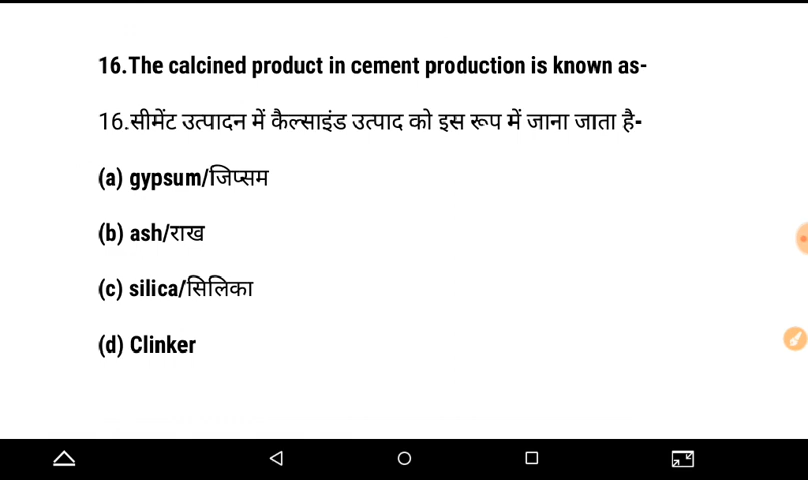 16.The calcined product in cement production is known as-
16.सीमेंट उत्पादन में कैल्साइंड उत्पाद को इस रूप में जाना जाता है-
(a) gypsum/जिप्सम
(b) ash/राख
(c) silica/सिलिका
(d) Clinker